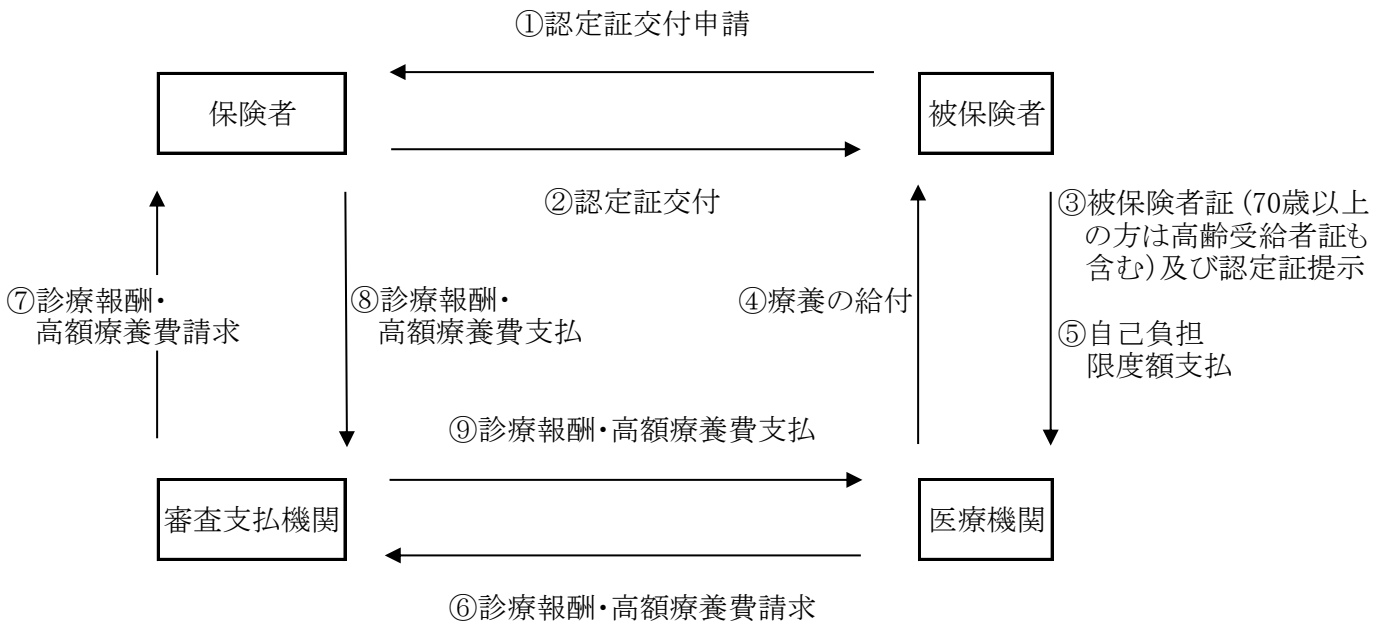 ①認定証交付申請
保険者
被保険者
②認定証交付
③被保険者証(70歳以上
の方は高齢受給者証も
含む)及び認定証提示
⑦診療報酬・
高額療養費請求
⑧診療報酬・
高額療養費支払
④療養の給付
⑤自己負担
限度額支払
⑨診療報酬・高額療養費支払
審査支払機関
医療機関
⑥診療報酬・高額療養費請求